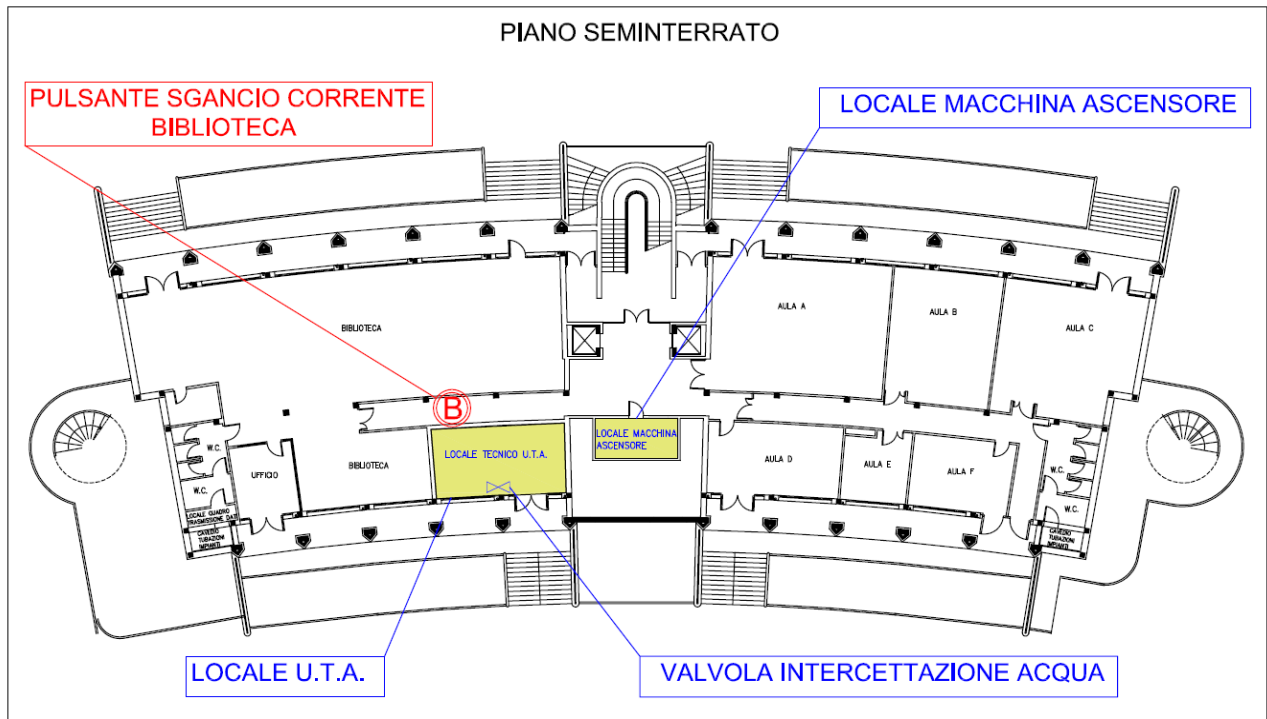 PIANO SEMINTERRATO
PULSANTE SGANCIO CORRENTE
BIBLIOTECA
LOCALE MACCHINA ASCENSORE
BIBLIOTECA
AULA A
AULA B
AULA C
B
LOCALE MACCHINA
ASCENSORE
LOCALE TECNICO U.T.A.
W.C.
UFFICIO
BIBLIOTECA
AULA D
AULA E
AULA F
W.C.
W.C.
W.C.
LOCALE QUADRO
TRASMISSIONE DATI
CAVEDIO
TUBAZIONI
IMPIANTI
CAVEDIO
TUBAZIONI
IMPIANTI
LOCALE U.T.A.
VALVOLA INTERCETTAZIONE ACQUA